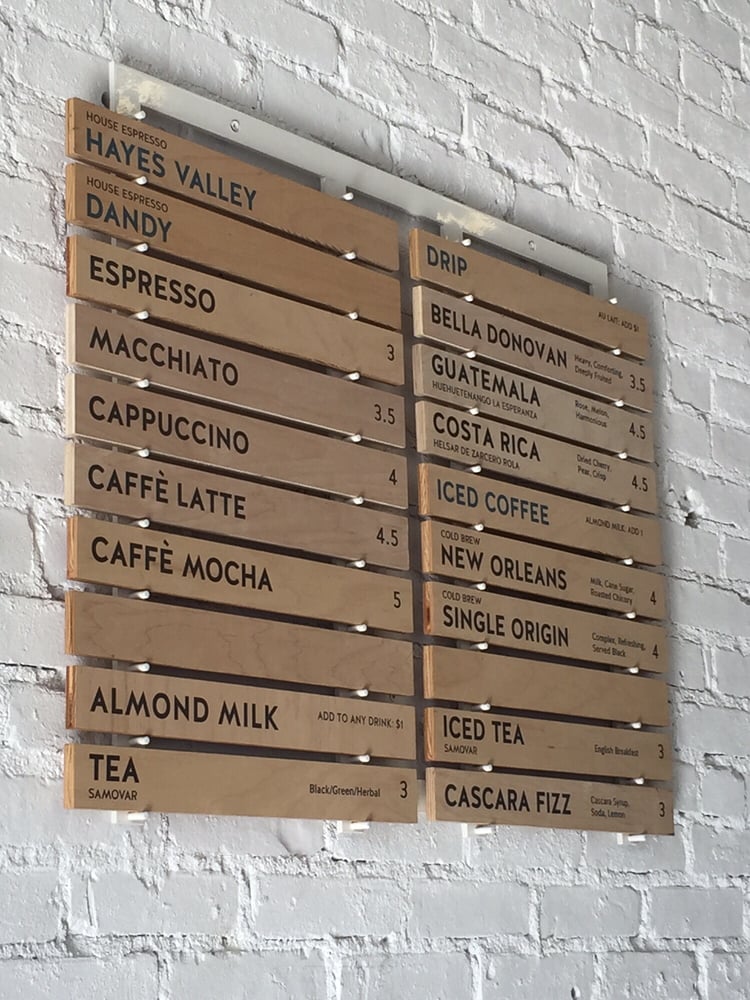 HOUSE ESPRESSO
HAYES VALLEY
HOUSE ESPRESSO
DANDY
ESPRESSO 3
MACCHIATO 3.5
CAPPUCCINO 4
CAFFÈ LATTE 4.5
CAFFÈ MOCHA 5
ALMOND MILK ADD TO ANY DRINK: $1
TEA
SAMOVAR Black/Green/Herbal 3
DRIP AU LAIT: ADD $1
BELLA DONOVAN Heavy, Comforting,
Deeply Fruited 3.5
GUATEMALA Rose, Melon,
HUEHUETENANGO LA ESPERANZA Harmonious 4.5
COSTA RICA Dried Cherry,
HELSAR DE ZARCERO ROLA Pear, Crisp 4.5
ICED COFFEE ALMOND MILK: ADD 1
COLD BREW
NEW ORLEANS Milk, Cane Sugar,
Roasted Chicory 4
COLD BREW
SINGLE ORIGIN Complex, Refreshing,
Served Black 4
ICED TEA
SAMOVAR English Breakfast 3
CASCARA FIZZ Cascara Syrup,
Soda, Lemon 3